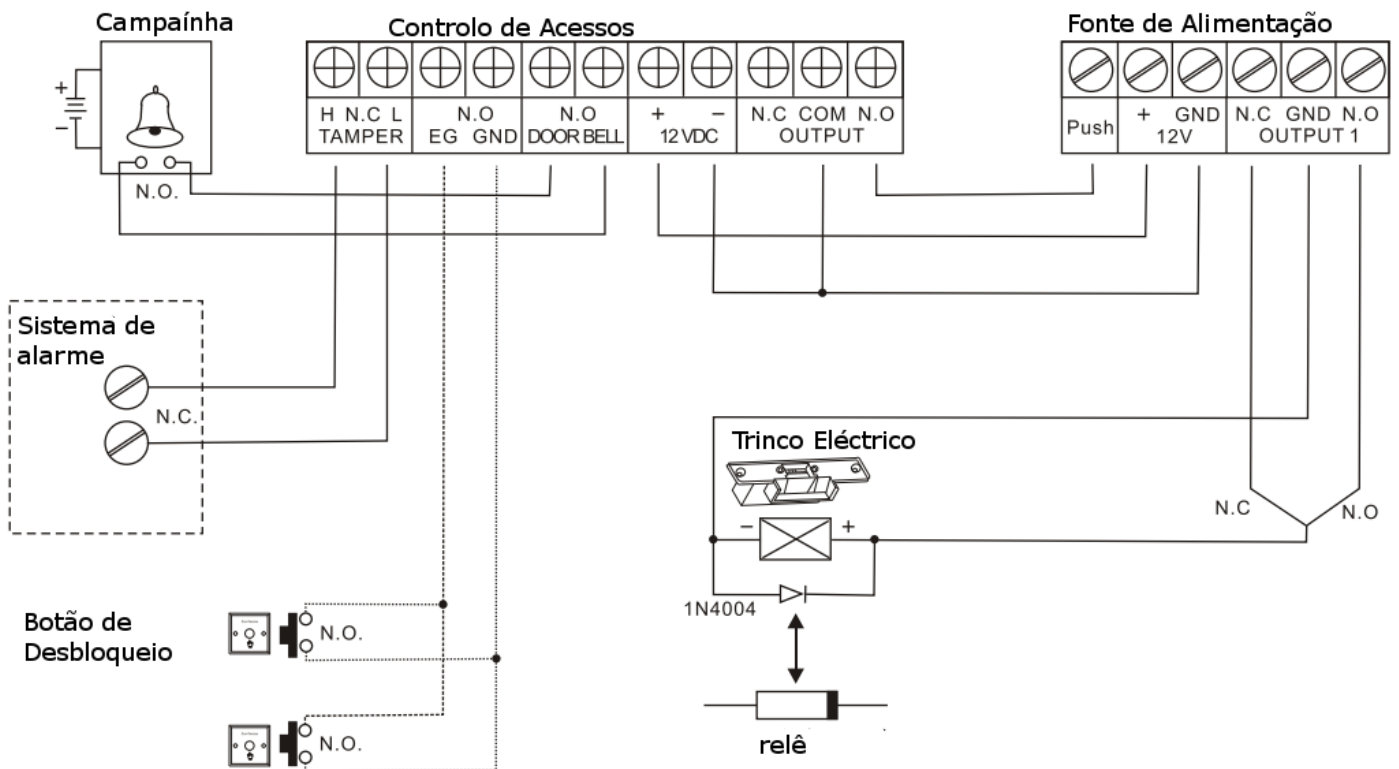 Campaínha
Controlo de Acessos
Fonte de Alimentação
+
−
N.O.
H N.C L
TAMPER
N.O
EG GND
N.O
DOOR BELL
+ −
12 VDC
N.C COM N.O
OUTPUT
Push
+ GND
12V
N.C GND N.O
OUTPUT 1
Sistema de
alarme
N.C.
Trinco Eléctrico
− +
N.C
N.O
1N4004
Botão de
Desbloqueio
N.O.
N.O.
relê